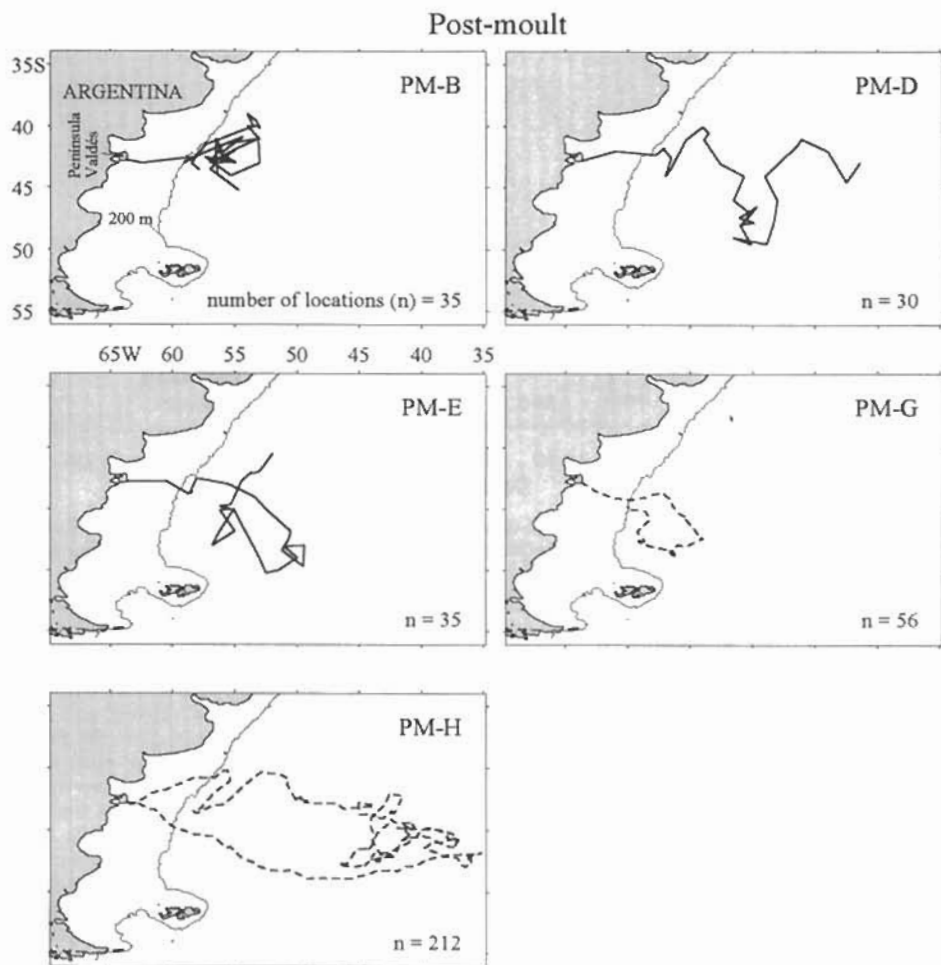 Post-moult
35S
ARGENTINA
PM-B
PM-D
40
Península
Valdés
45
200 m
50
number of locations (n) = 35
n = 30
55
65W 60 55 50 45 40 35
PM-E
PM-G
n = 35
n = 56
PM-H
n = 212